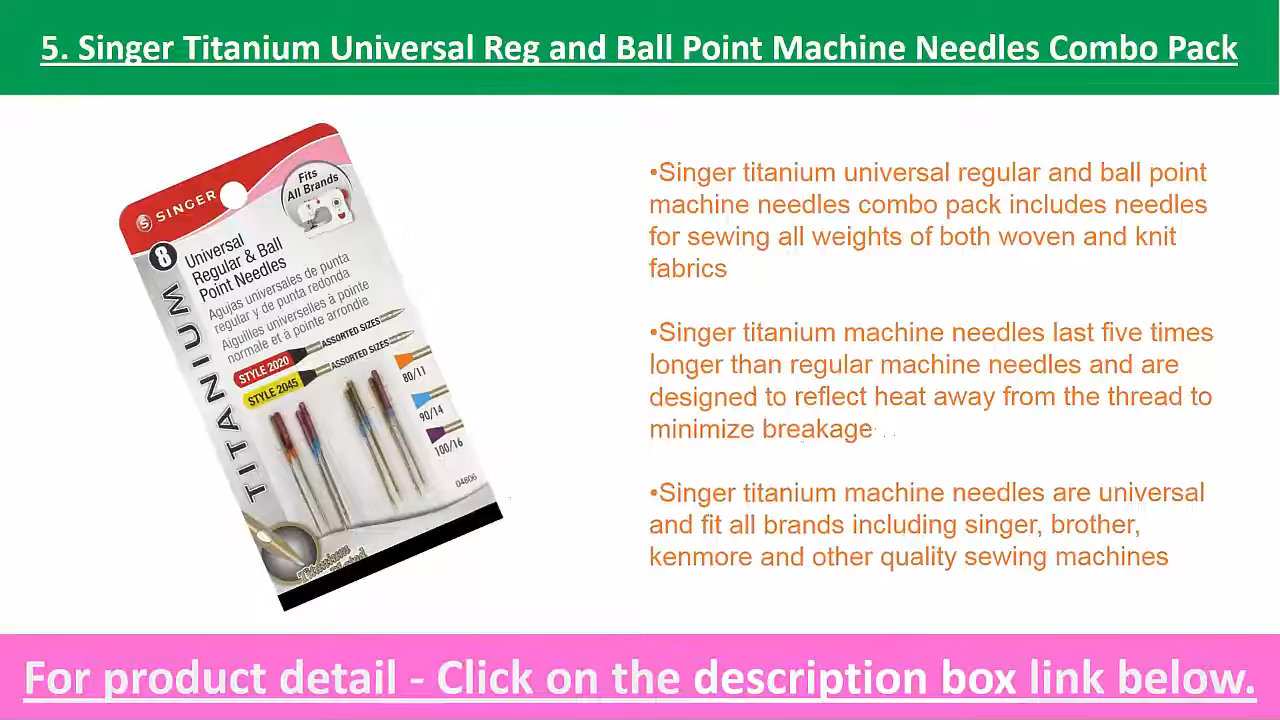 5. Singer Titanium Universal Reg and Ball Point Machine Needles Combo Pack
Fits
All Brands
SINGER
8
Universal
Regular & Ball
Point Needles
Agujas universales de punta
regular y de punta redonda
Aiguilles universelles à pointe
normale et à pointe arrondie
TITANIUM
STYLE 2020
ASSORTED SIZES
STYLE 2045
ASSORTED SIZES
80/11
90/14
100/16
04806
•Singer titanium universal regular and ball point
machine needles combo pack includes needles
for sewing all weights of both woven and knit
fabrics
•Singer titanium machine needles last five times
longer than regular machine needles and are
designed to reflect heat away from the thread to
minimize breakage
•Singer titanium machine needles are universal
and fit all brands including singer, brother,
kenmore and other quality sewing machines
For product detail - Click on the description box link below.